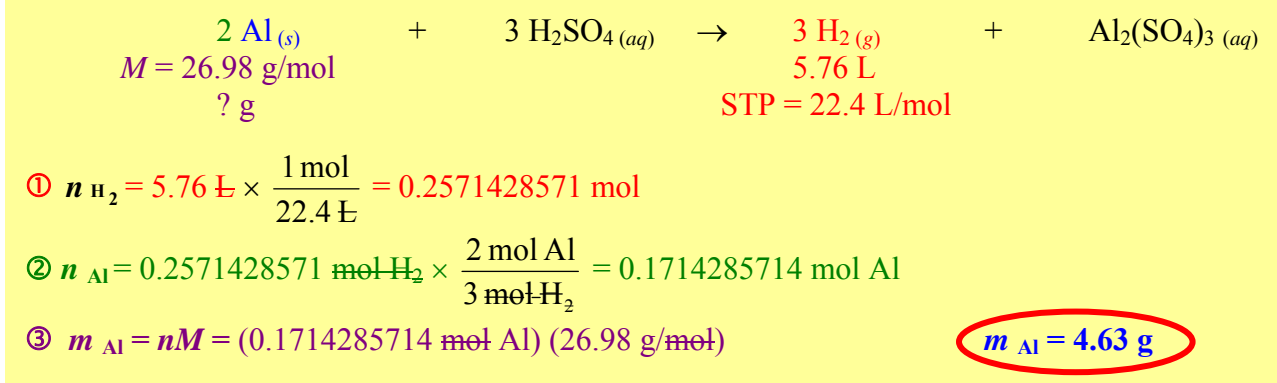 2 Al (s) + 3 H₂SO₄ (aq) → 3 H₂ (g) + Al₂(SO₄)₃ (aq)
M = 26.98 g/mol 5.76 L
? g STP = 22.4 L/mol
① n H₂ = 5.76 L × 1 mol / 22.4 L = 0.2571428571 mol
② n Al = 0.2571428571 mol H₂ × 2 mol Al / 3 mol H₂ = 0.1714285714 mol Al
③ m Al = nM = (0.1714285714 mol Al) (26.98 g/mol) m Al = 4.63 g